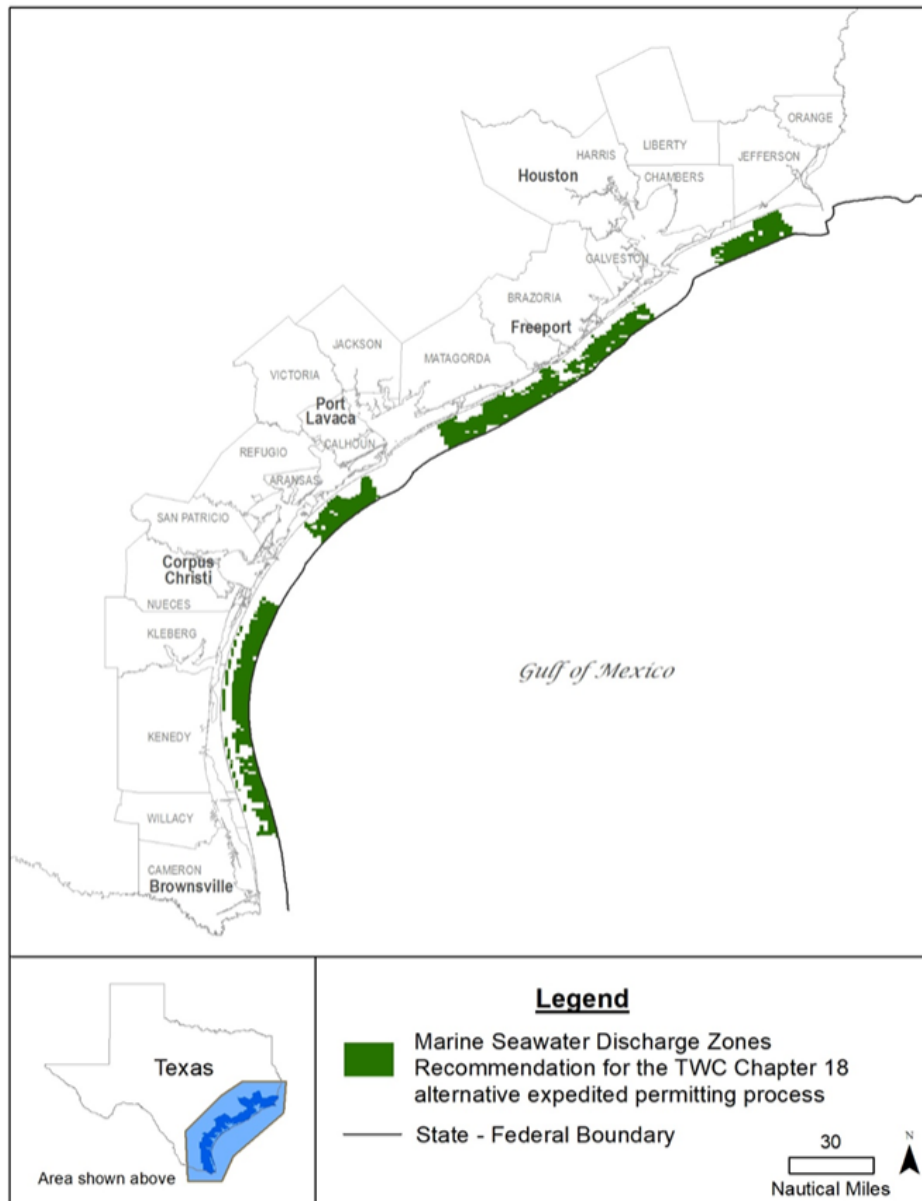 ORANGE
LIBERTY
JEFFERSON
HARRIS
Houston
CHAMBERS
GALVESTON
BRAZORIA
Freeport
JACKSON
MATAGORDA
VICTORIA
Port
Lavaca
CALHOUN
REFUGIO
ARANSAS
SAN PATRICIO
Corpus
Christi
NUECES
KLEBERG
Gulf of Mexico
KENEDY
WILLACY
CAMERON
Brownsville
Texas
Area shown above
Legend
Marine Seawater Discharge Zones
Recommendation for the TWC Chapter 18
alternative expedited permitting process
State - Federal Boundary
30
Nautical Miles
N